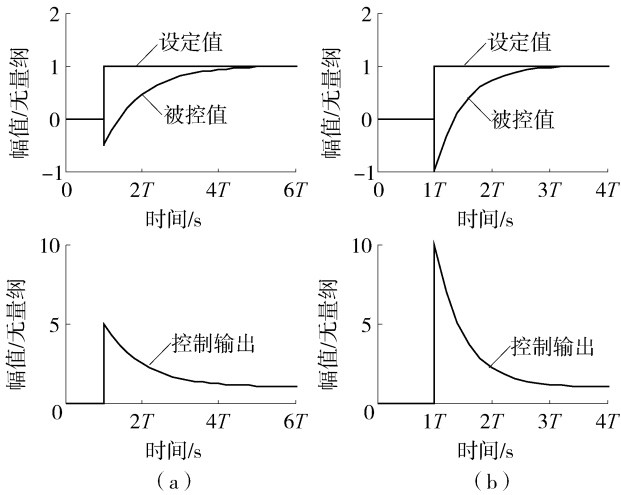 2
1
0
−1
幅值/无量纲
设定值
被控值
0
2T
4T
6T
时间/s
2
1
0
−1
幅值/无量纲
设定值
被控值
0
1T
2T
3T
4T
时间/s
10
5
0
幅值/无量纲
控制输出
2T
4T
6T
时间/s
(a)
10
5
0
幅值/无量纲
控制输出
1T
2T
3T
4T
时间/s
(b)